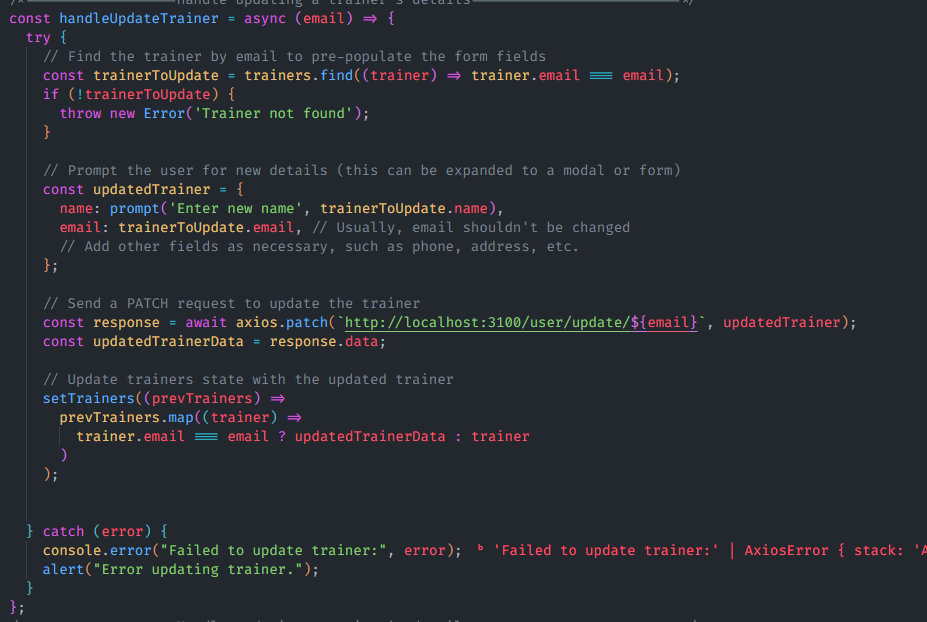 handle updating a trainer's details
const handleUpdateTrainer = async (email) => {
  try {
    // Find the trainer by email to pre-populate the form fields
    const trainerToUpdate = trainers.find((trainer) => trainer.email === email);
    if (!trainerToUpdate) {
      throw new Error('Trainer not found');
    }

    // Prompt the user for new details (this can be expanded to a modal or form)
    const updatedTrainer = {
      name: prompt('Enter new name', trainerToUpdate.name),
      email: trainerToUpdate.email, // Usually, email shouldn't be changed
      // Add other fields as necessary, such as phone, address, etc.
    };

    // Send a PATCH request to update the trainer
    const response = await axios.patch(`http://localhost:3100/user/update/${email}`, updatedTrainer);
    const updatedTrainerData = response.data;

    // Update trainers state with the updated trainer
    setTrainers((prevTrainers) =>
      prevTrainers.map((trainer) =>
        trainer.email === email ? updatedTrainerData : trainer
      )
    );

  } catch (error) {
    console.error("Failed to update trainer:", error);  'Failed to update trainer:' | AxiosError { stack: 'A
    alert("Error updating trainer.");
  }
};